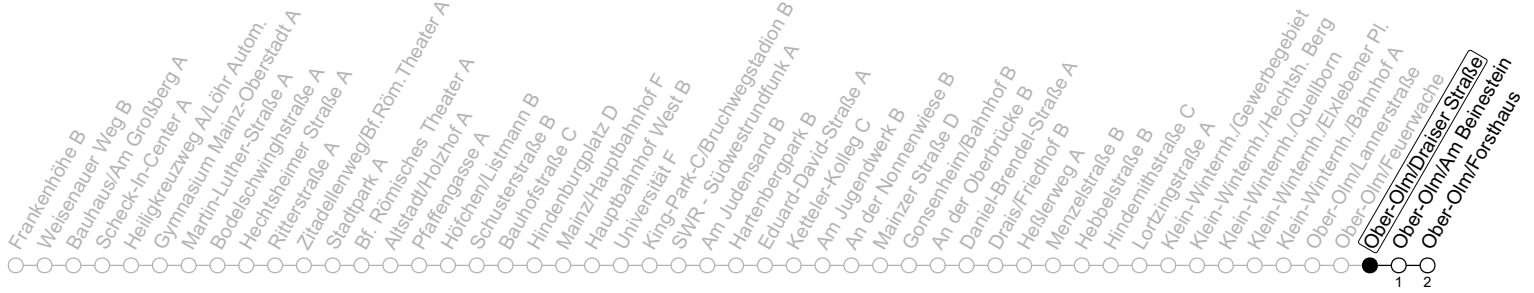 Frankenhöhe B
Weisenauer Weg B
Bauhaus/Am Großberg A
Scheck-In-Center A
Heiligkreuzweg A/Löhr Autom.
Gymnasium Mainz-Oberstadt A
Martin-Luther-Straße A
Bodelschwinghstraße A
Hechtsheimer Straße A
Ritterstraße A
Zitadellenweg/Bf.Röm.Theater A
Stadtpark A
Bf. Römisches Theater A
Altstadt/Holzhof A
Pfaffengasse A
Höfchen/Listmann B
Schusterstraße B
Bauhofstraße C
Hindenburgplatz D
Mainz/Hauptbahnhof F
Hauptbahnhof West B
Universität F
King-Park-C/Bruchwegstadion B
SWR - Südwestrundfunk A
Am Judensand B
Hartenbergpark B
Eduard-David-Straße A
Ketteler-Kolleg C
Am Jugendwerk B
An der Nonnenwiese B
Mainzer Straße D
Gonsenheim/Bahnhof B
An der Oberbrücke B
Daniel-Brendel-Straße A
Drais/Friedhof B
Heßlerweg A
Menzelstraße B
Hebbelstraße B
Hindemithstraße C
Lortzingstraße A
Klein-Winternh./Gewerbegebiet
Klein-Winternh./Hechtsh. Berg
Klein-Winternh./Quellborn
Klein-Winternh./Exlebener Pl.
Klein-Winternh./Bahnhof A
Ober-Olm/Lannerstraße
Ober-Olm/Feuerwache
Ober-Olm/Draiser Straße
Ober-Olm/Am Beinestein
Ober-Olm/Forsthaus
1
2